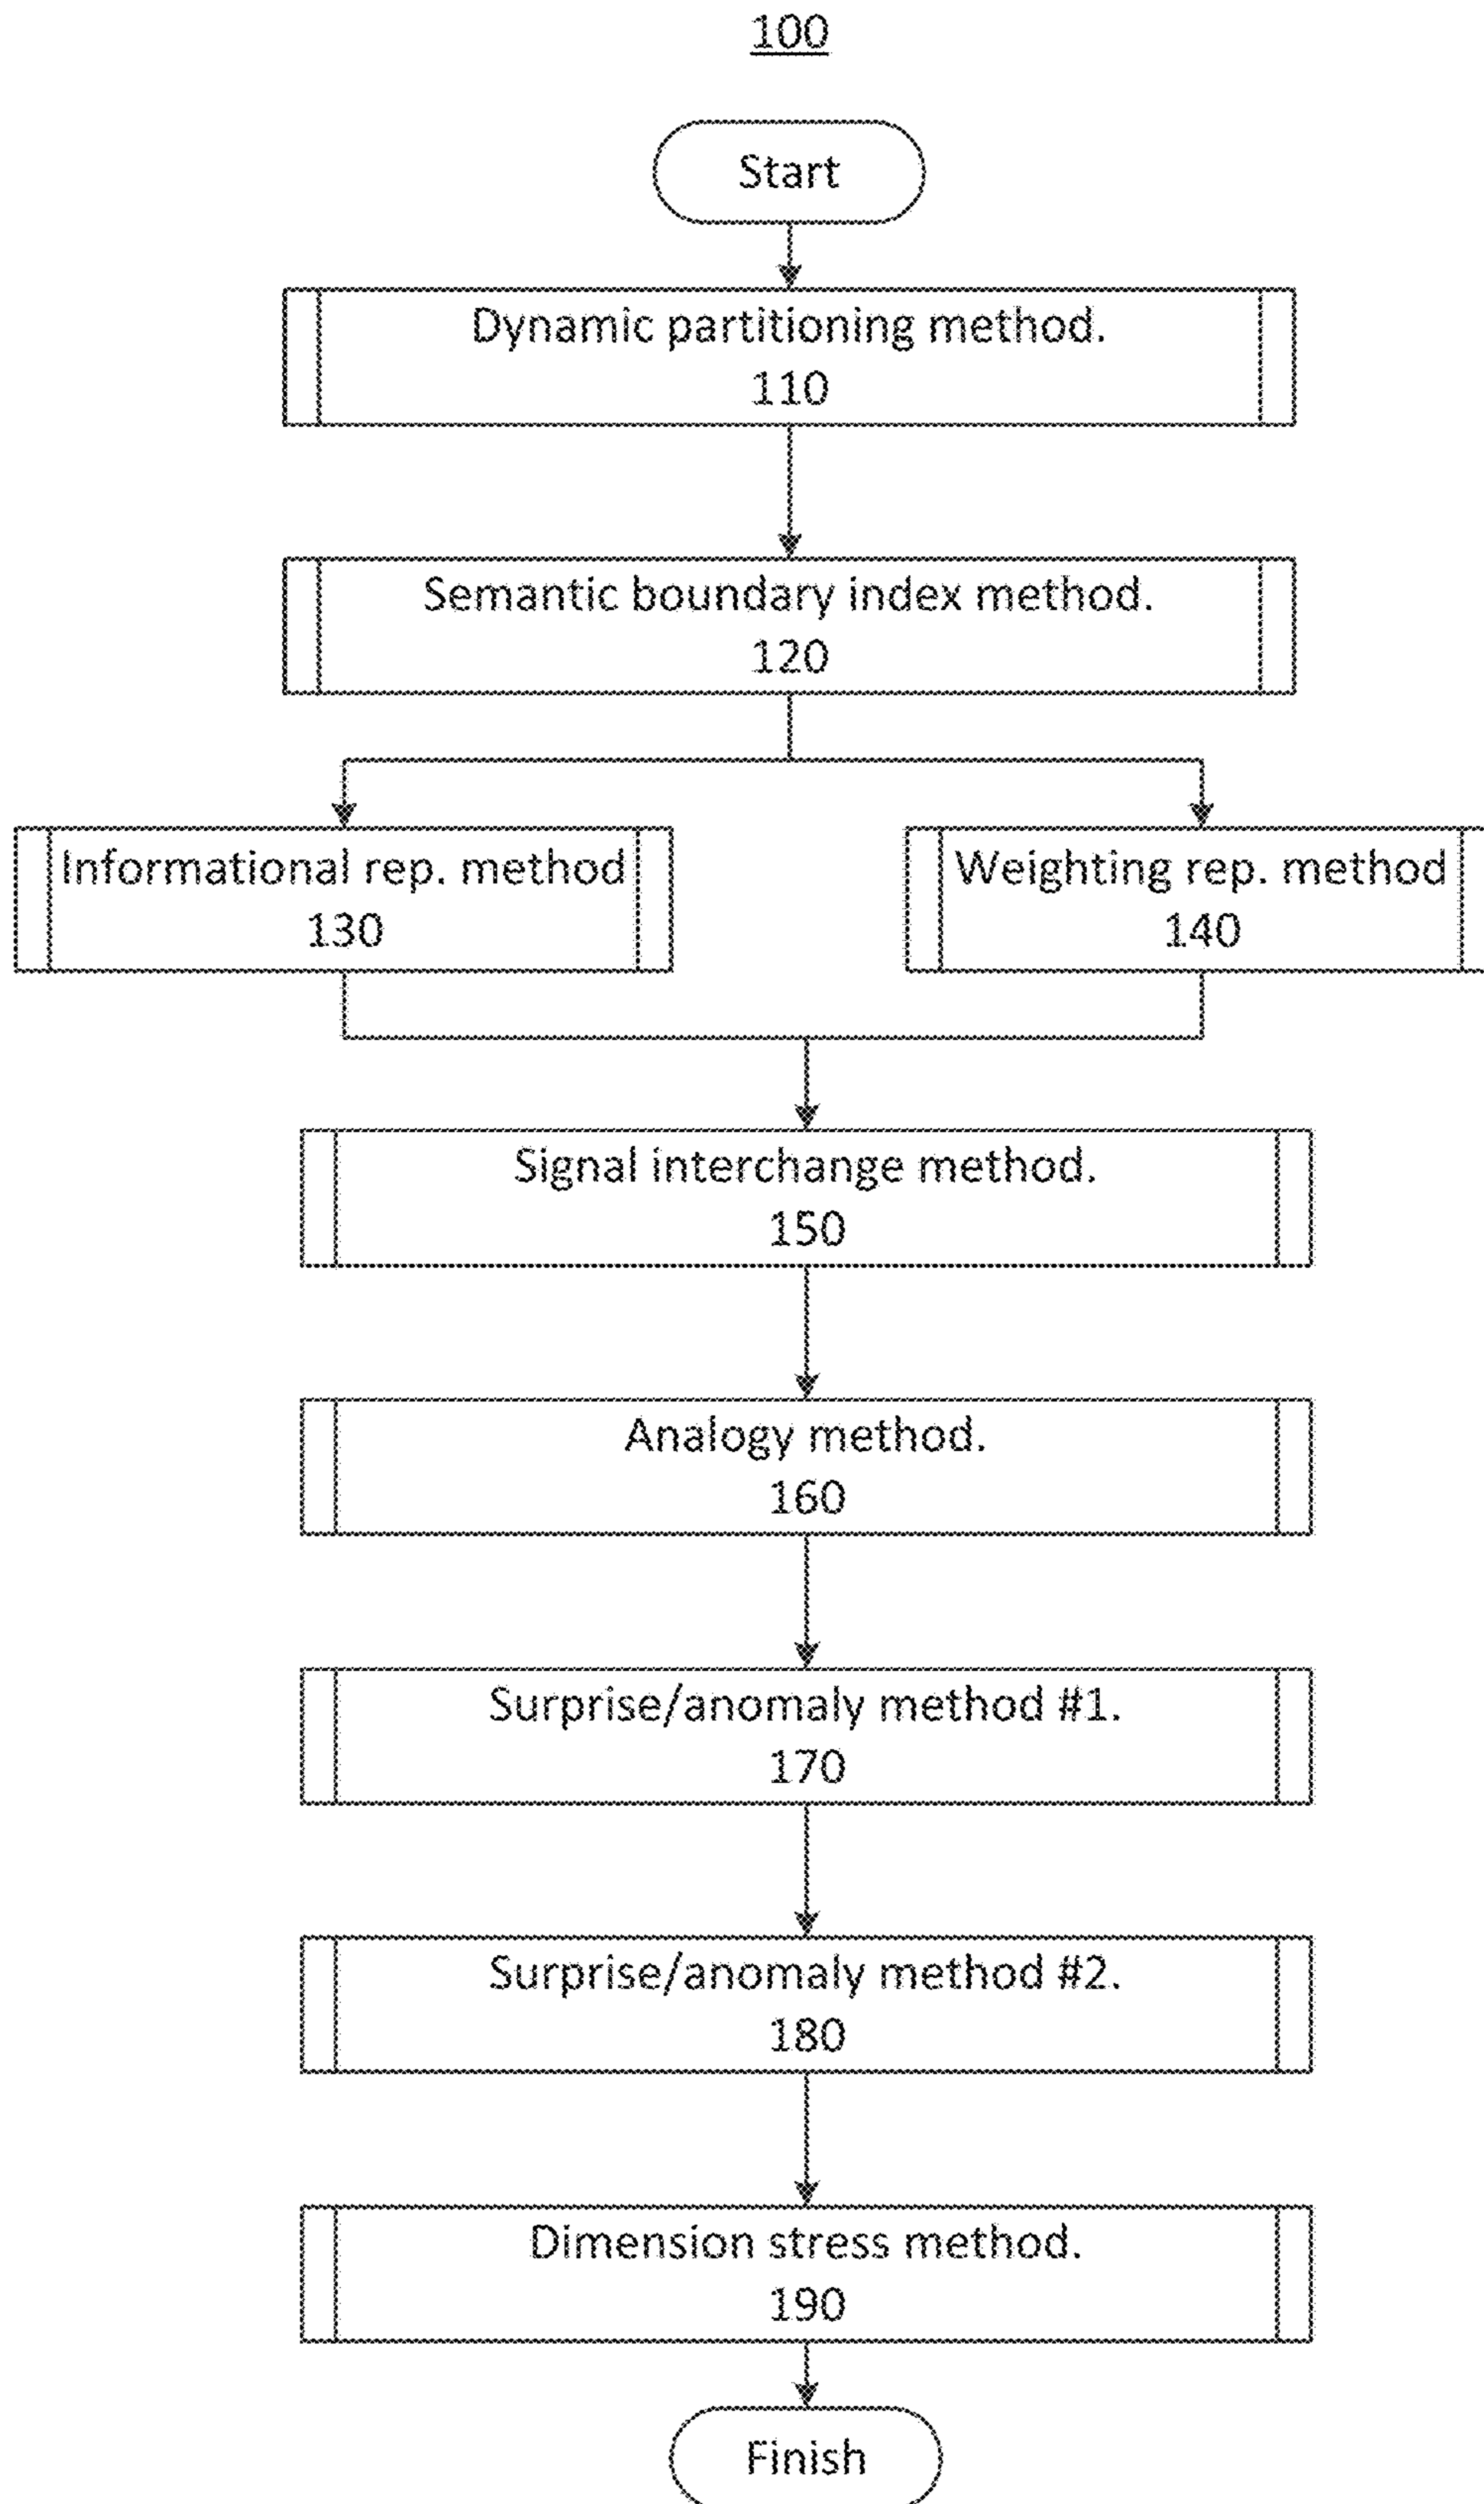 100
Start
Dynamic partitioning method.
110
Semantic boundary index method.
120
Informational rep. method
130
Weighting rep. method
140
Signal interchange method.
150
Analogy method.
160
Surprise/anomaly method #1.
170
Surprise/anomaly method #2.
180
Dimension stress method.
190
Finish